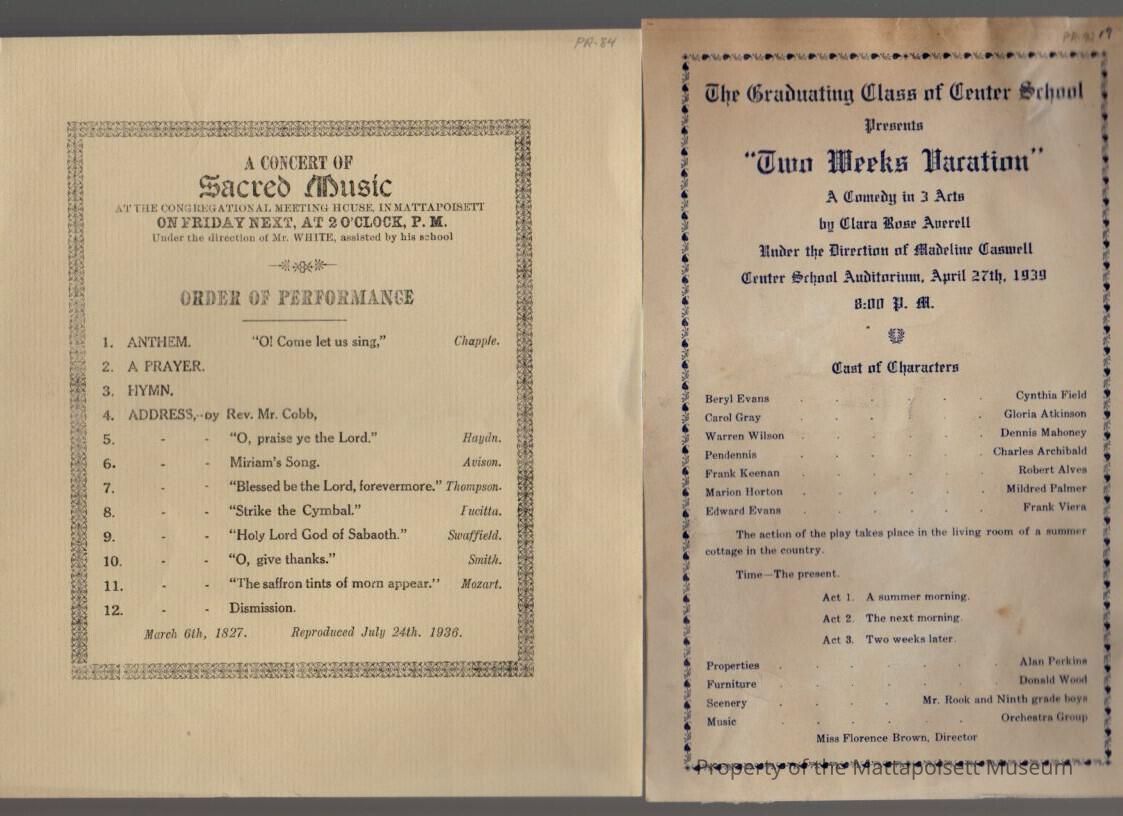 PR-84
A CONCERT OF
Sacred Music
AT THE CONGREGATIONAL MEETING HOUSE, IN MATTAPOISETT
ON FRIDAY NEXT, AT 2 O'CLOCK, P. M.
Under the direction of Mr. WHITE, assisted by his school
ORDER OF PERFORMANCE
1. ANTHEM. "O! Come let us sing," Chapple.
2. A PRAYER.
3. HYMN.
4. ADDRESS,-by Rev. Mr. Cobb,
5. - - "O, praise ye the Lord." Haydn.
6. - - Miriam's Song. Avison.
7. - - "Blessed be the Lord, forevermore." Thompson.
8. - - "Strike the Cymbal." Pucitta.
9. - - "Holy Lord God of Sabaoth." Swaffield.
10. - - "O, give thanks." Smith.
11. - - "The saffron tints of morn appear." Mozart.
12. - - Dismission.
March 6th, 1827. Reproduced July 24th. 1936.
The Graduating Class of Center School
Presents
"Two Weeks Vacation"
A Comedy in 3 Acts
by Clara Rose Averell
Under the Direction of Madeline Caswell
Center School Auditorium, April 27th, 1939
8:00 P. M.
Cast of Characters
Beryl Evans . . . . . Cynthia Field
Carol Gray . . . . . Gloria Atkinson
Warren Wilson . . . . . Dennis Mahoney
Pendennis . . . . . Charles Archibald
Frank Keenan . . . . . Robert Alves
Marion Horton . . . . . Mildred Palmer
Edward Evans . . . . . Frank Viera
The action of the play takes place in the living room of a summer
cottage in the country.
Time—The present.
Act 1. A summer morning.
Act 2. The next morning.
Act 3. Two weeks later.
Properties . . . . . . Alan Perkins
Furniture . . . . . . Donald Wood
Scenery . . . . Mr. Rook and Ninth grade boys
Music . . . . . . Orchestra Group
Miss Florence Brown, Director
Property of the Mattapoisett Museum